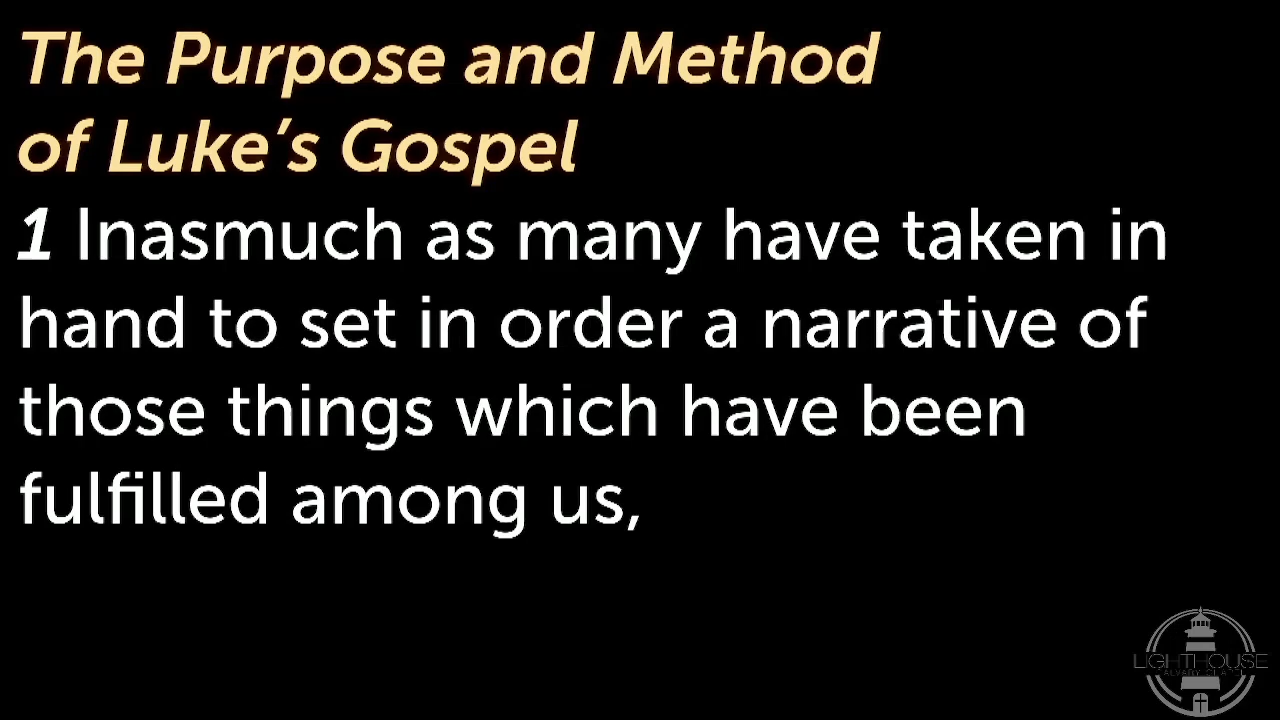 The Purpose and Method
of Luke’s Gospel
1 Inasmuch as many have taken in
hand to set in order a narrative of
those things which have been
fulfilled among us,
LIGHTHOUSE